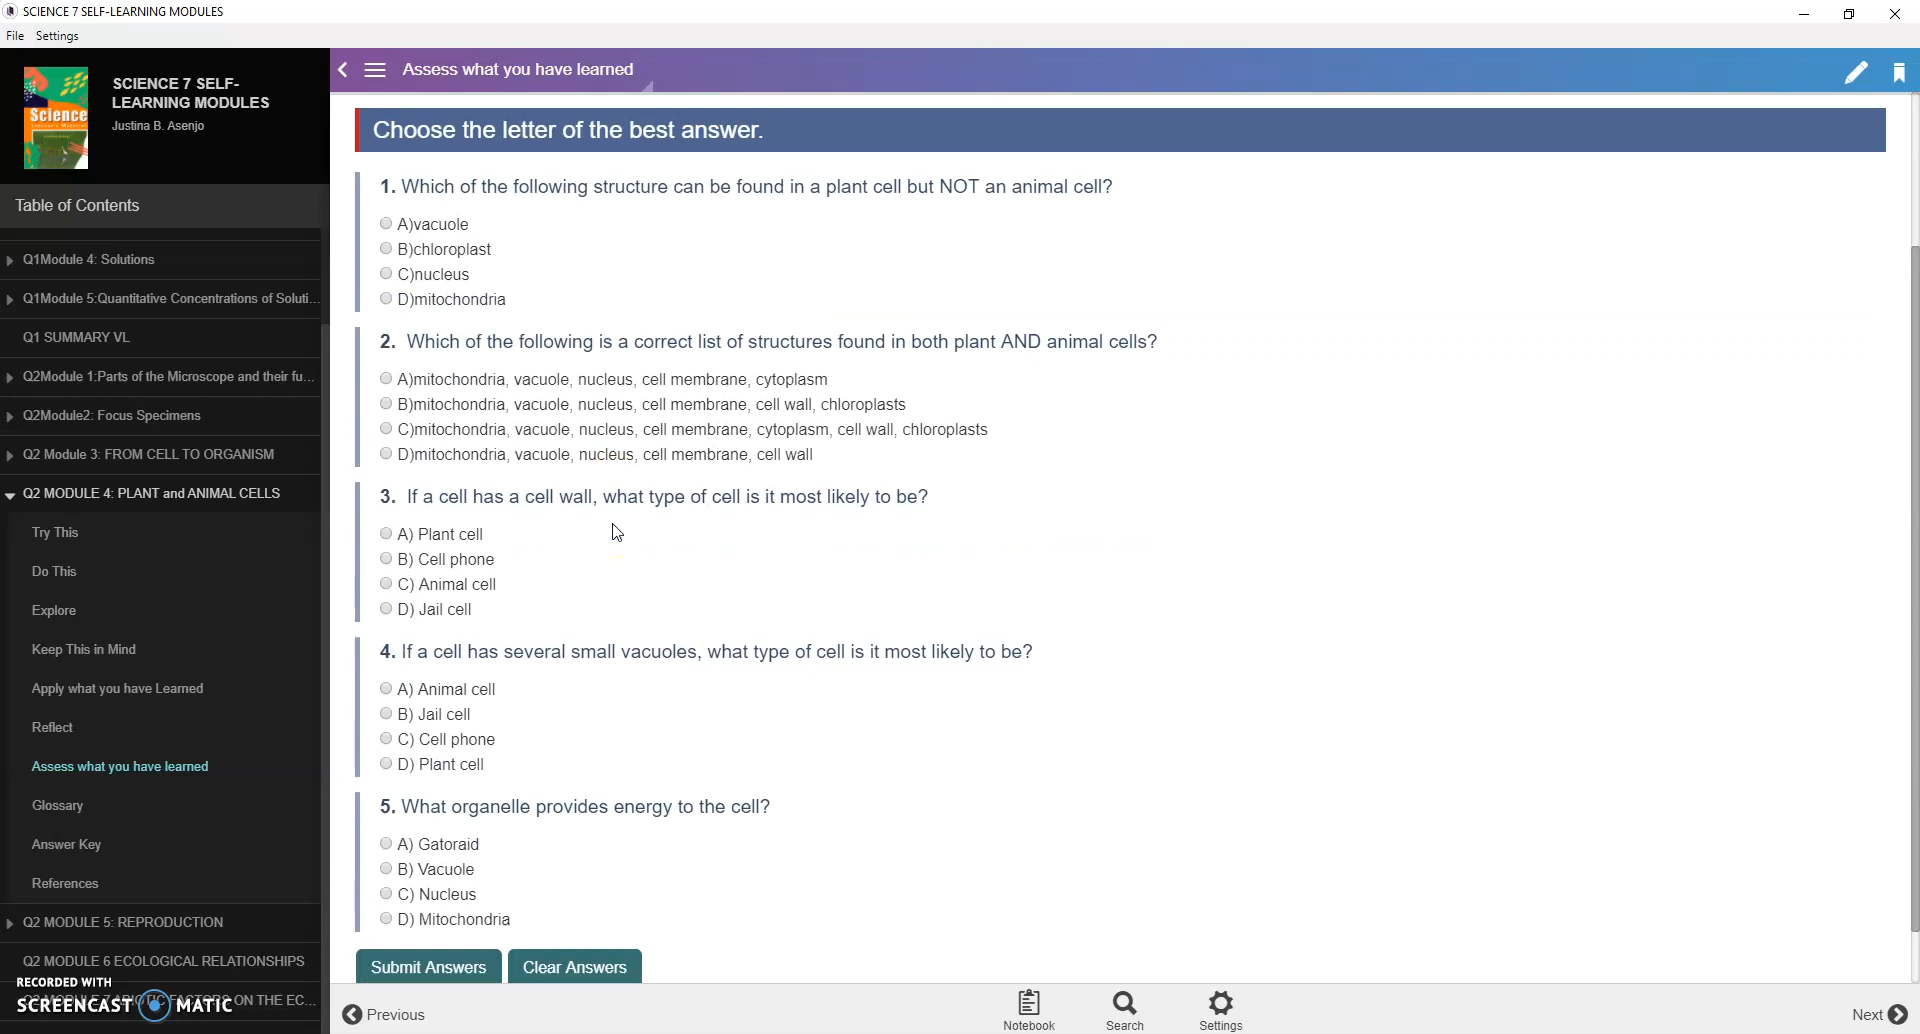 SCIENCE 7 SELF-LEARNING MODULES
File Settings
Science
SCIENCE 7 SELF-
LEARNING MODULES
Justina B. Asenjo
Table of Contents
Q1Module 4: Solutions
Q1Module 5:Quantitative Concentrations of Soluti...
Q1 SUMMARY VL
Q2Module 1:Parts of the Microscope and their fu...
Q2Module2: Focus Specimens
Q2 Module 3: FROM CELL TO ORGANISM
Q2 MODULE 4: PLANT and ANIMAL CELLS
Try This
Do This
Explore
Keep This in Mind
Apply what you have Learned
Reflect
Assess what you have learned
Glossary
Answer Key
References
Q2 MODULE 5: REPRODUCTION
Q2 MODULE 6 ECOLOGICAL RELATIONSHIPS
Q2 MODULE 7 ABIOTIC FACTORS ON THE EC...
RECORDED WITH
SCREENCAST MATIC
Assess what you have learned
Choose the letter of the best answer.
1. Which of the following structure can be found in a plant cell but NOT an animal cell?
A)vacuole
B)chloroplast
C)nucleus
D)mitochondria
2. Which of the following is a correct list of structures found in both plant AND animal cells?
A)mitochondria, vacuole, nucleus, cell membrane, cytoplasm
B)mitochondria, vacuole, nucleus, cell membrane, cell wall, chloroplasts
C)mitochondria, vacuole, nucleus, cell membrane, cytoplasm, cell wall, chloroplasts
D)mitochondria, vacuole, nucleus, cell membrane, cell wall
3. If a cell has a cell wall, what type of cell is it most likely to be?
A) Plant cell
B) Cell phone
C) Animal cell
D) Jail cell
4. If a cell has several small vacuoles, what type of cell is it most likely to be?
A) Animal cell
B) Jail cell
C) Cell phone
D) Plant cell
5. What organelle provides energy to the cell?
A) Gatoraid
B) Vacuole
C) Nucleus
D) Mitochondria
Submit Answers Clear Answers
Previous Notebook Search Settings Next